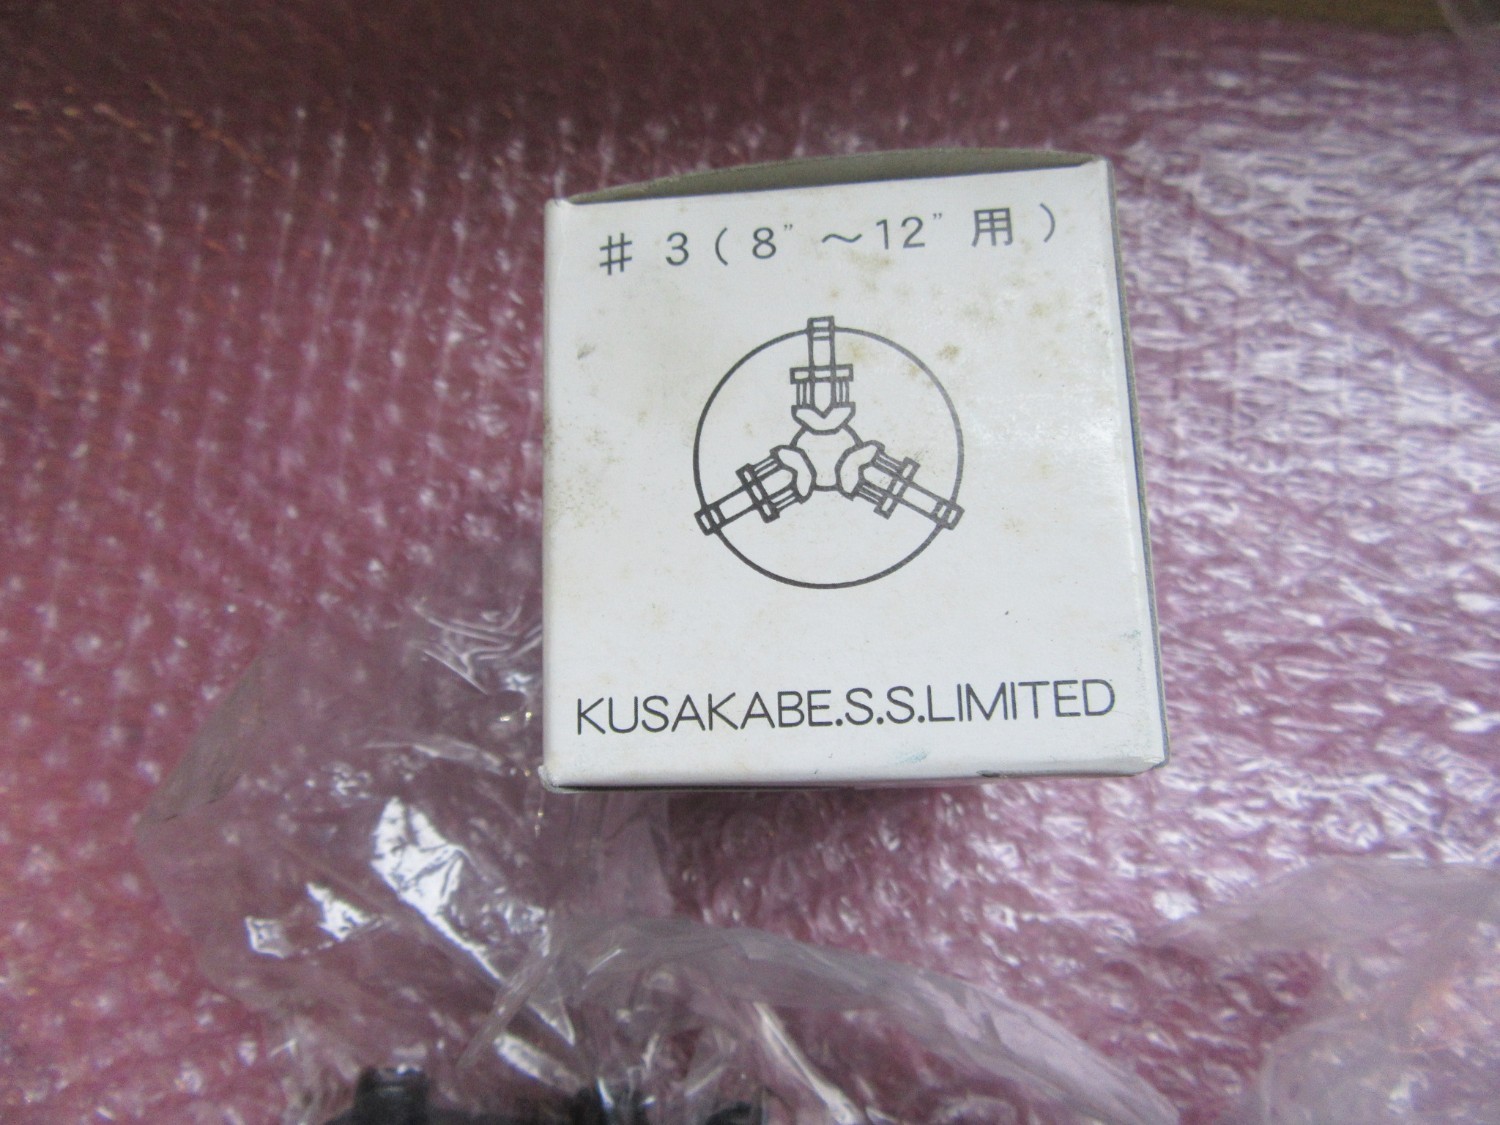 # 3 ( 8" ～12" 用 )
KUSAKABE.S.S.LIMITED